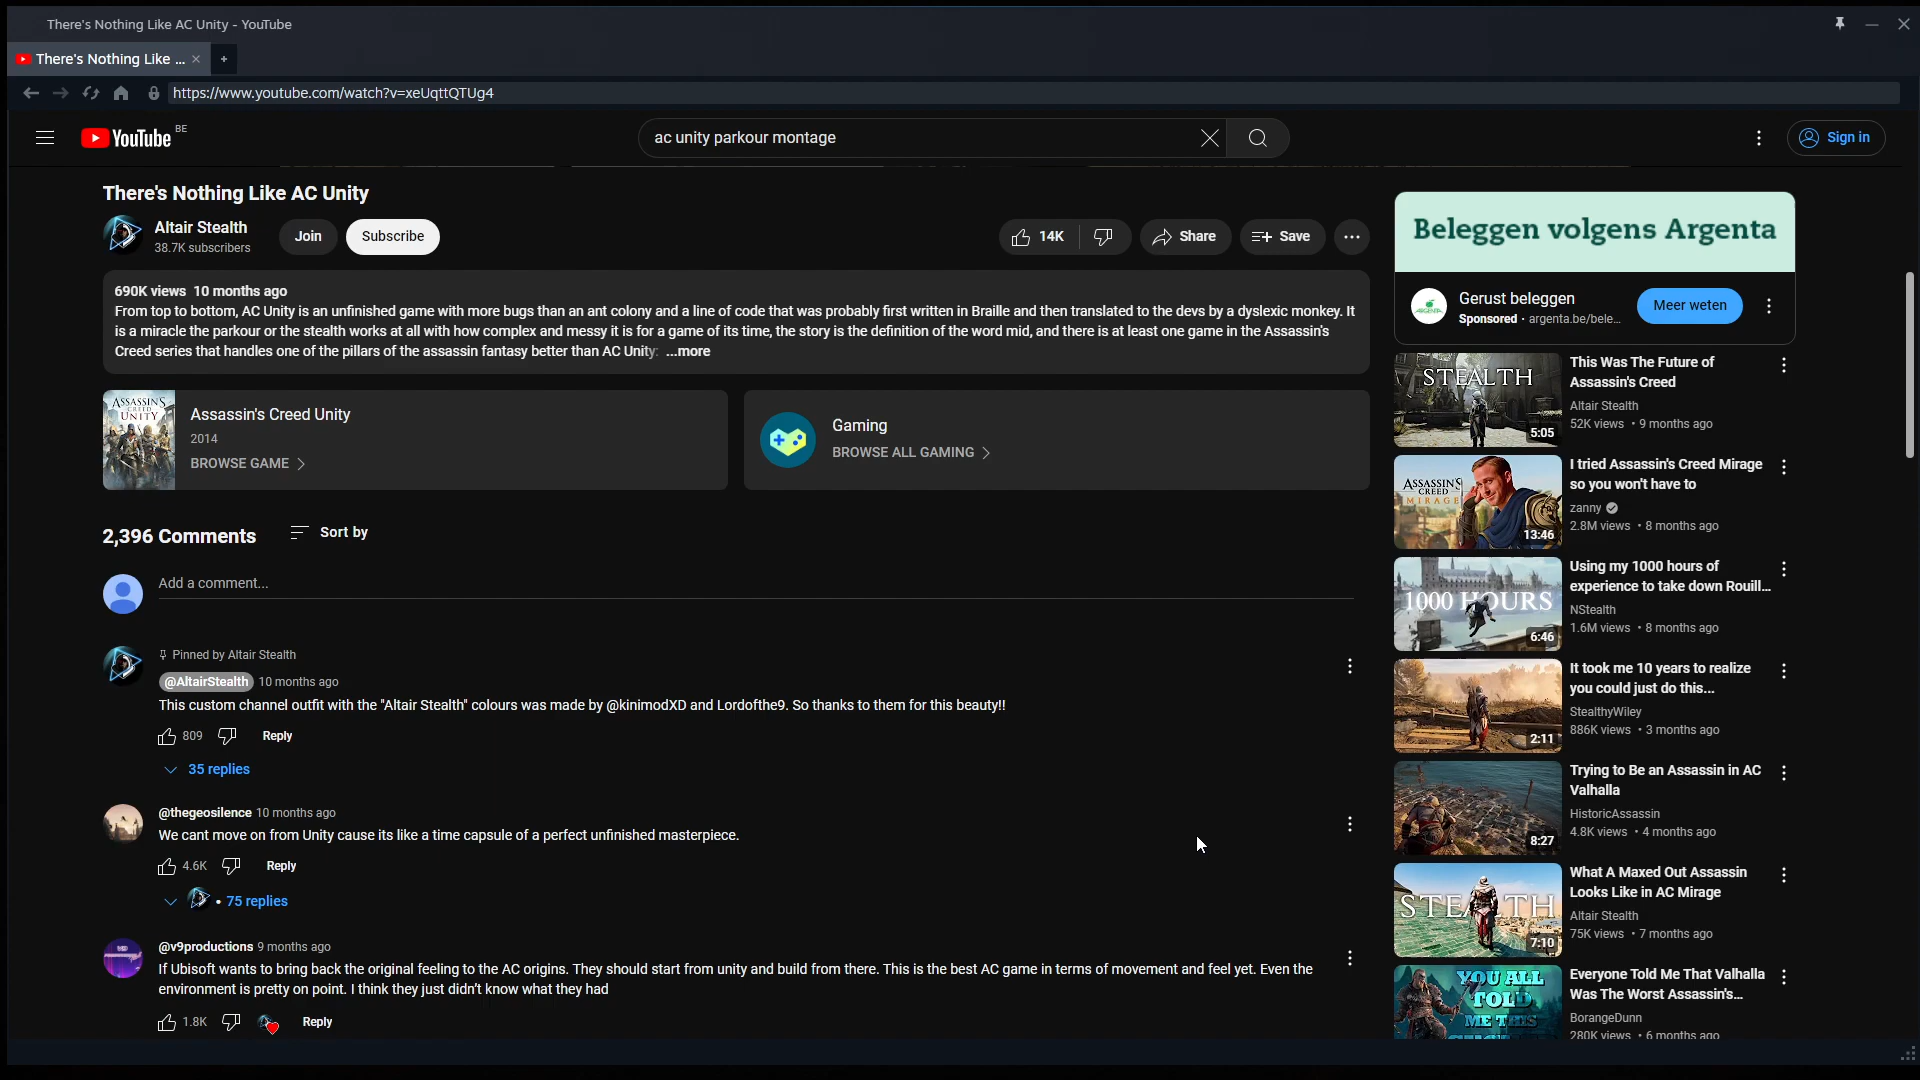 There's Nothing Like AC Unity - YouTube
There's Nothing Like ...
https://www.youtube.com/watch?v=xeUqttQTUg4
YouTube BE
ac unity parkour montage
Sign in
There's Nothing Like AC Unity
Altair Stealth
38.7K subscribers
Join
Subscribe
14K
Share
Save
690K views 10 months ago
From top to bottom, AC Unity is an unfinished game with more bugs than an ant colony and a line of code that was probably first written in Braille and then translated to the devs by a dyslexic monkey. It
is a miracle the parkour or the stealth works at all with how complex and messy it is for a game of its time, the story is the definition of the word mid, and there is at least one game in the Assassin's
Creed series that handles one of the pillars of the assassin fantasy better than AC Unity: ...more
ASSASSIN'S
CREED
UNITY
Assassin's Creed Unity
2014
BROWSE GAME
Gaming
BROWSE ALL GAMING
2,396 Comments
Sort by
Add a comment...
Pinned by Altair Stealth
@AltairStealth 10 months ago
This custom channel outfit with the "Altair Stealth" colours was made by @kinimodXD and Lordofthe9. So thanks to them for this beauty!!
809
Reply
35 replies
@thegeosilence 10 months ago
We cant move on from Unity cause its like a time capsule of a perfect unfinished masterpiece.
4.6K
Reply
75 replies
@v9productions 9 months ago
If Ubisoft wants to bring back the original feeling to the AC origins. They should start from unity and build from there. This is the best AC game in terms of movement and feel yet. Even the
environment is pretty on point. I think they just didn't know what they had
1.8K
Reply
Beleggen volgens Argenta
ARGENTA
Gerust beleggen
Sponsored · argenta.be/bele...
Meer weten
STEALTH
5:05
This Was The Future of
Assassin's Creed
Altair Stealth
52K views • 9 months ago
ASSASSIN'S
CREED
MIRAGE
13:46
I tried Assassin's Creed Mirage
so you won't have to
zanny
2.8M views • 8 months ago
1000 HOURS
6:46
Using my 1000 hours of
experience to take down Rouill...
NStealth
1.6M views • 8 months ago
2:11
It took me 10 years to realize
you could just do this...
StealthyWiley
886K views • 3 months ago
8:27
Trying to Be an Assassin in AC
Valhalla
HistoricAssassin
4.8K views • 4 months ago
STEALTH
7:10
What A Maxed Out Assassin
Looks Like in AC Mirage
Altair Stealth
75K views • 7 months ago
YOU ALL
TOLD
ME THIS
Everyone Told Me That Valhalla
Was The Worst Assassin's...
BorangeDunn
280K views • 6 months ago